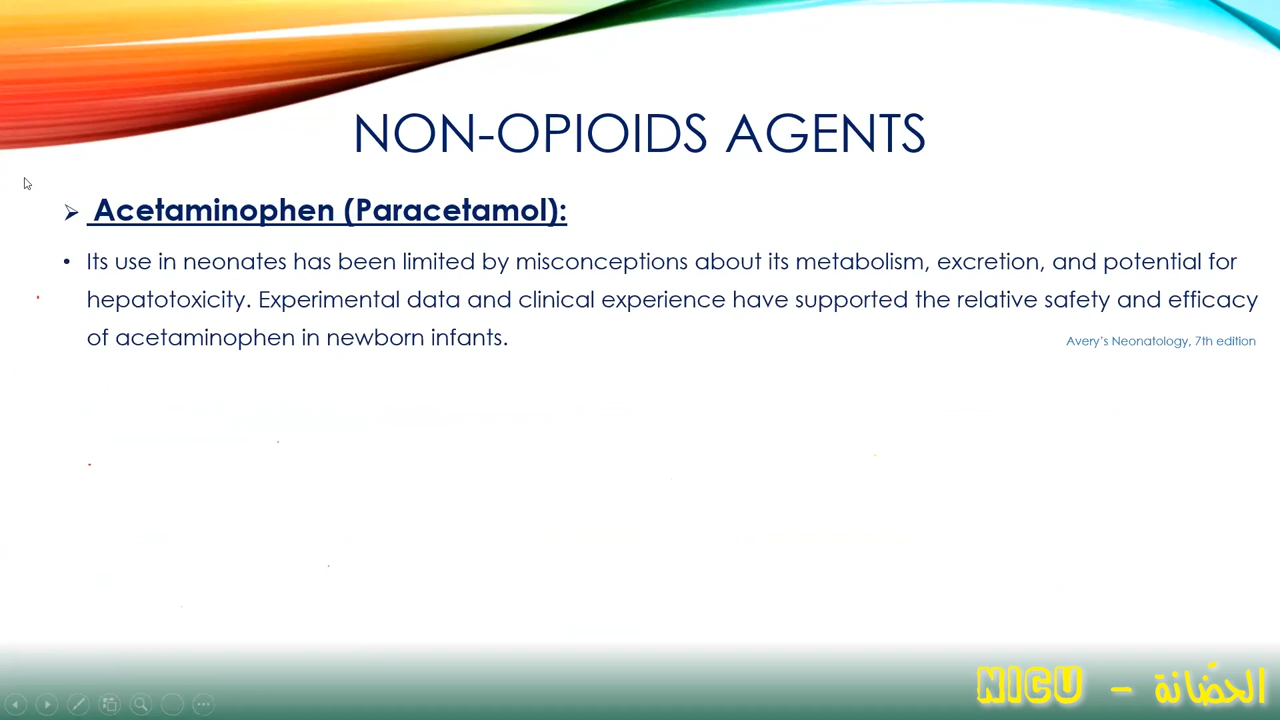 NON-OPIOIDS AGENTS
➢ Acetaminophen (Paracetamol):
• Its use in neonates has been limited by misconceptions about its metabolism, excretion, and potential for
hepatotoxicity. Experimental data and clinical experience have supported the relative safety and efficacy
of acetaminophen in newborn infants.
Avery's Neonatology, 7th edition
الحضّانة - NICU